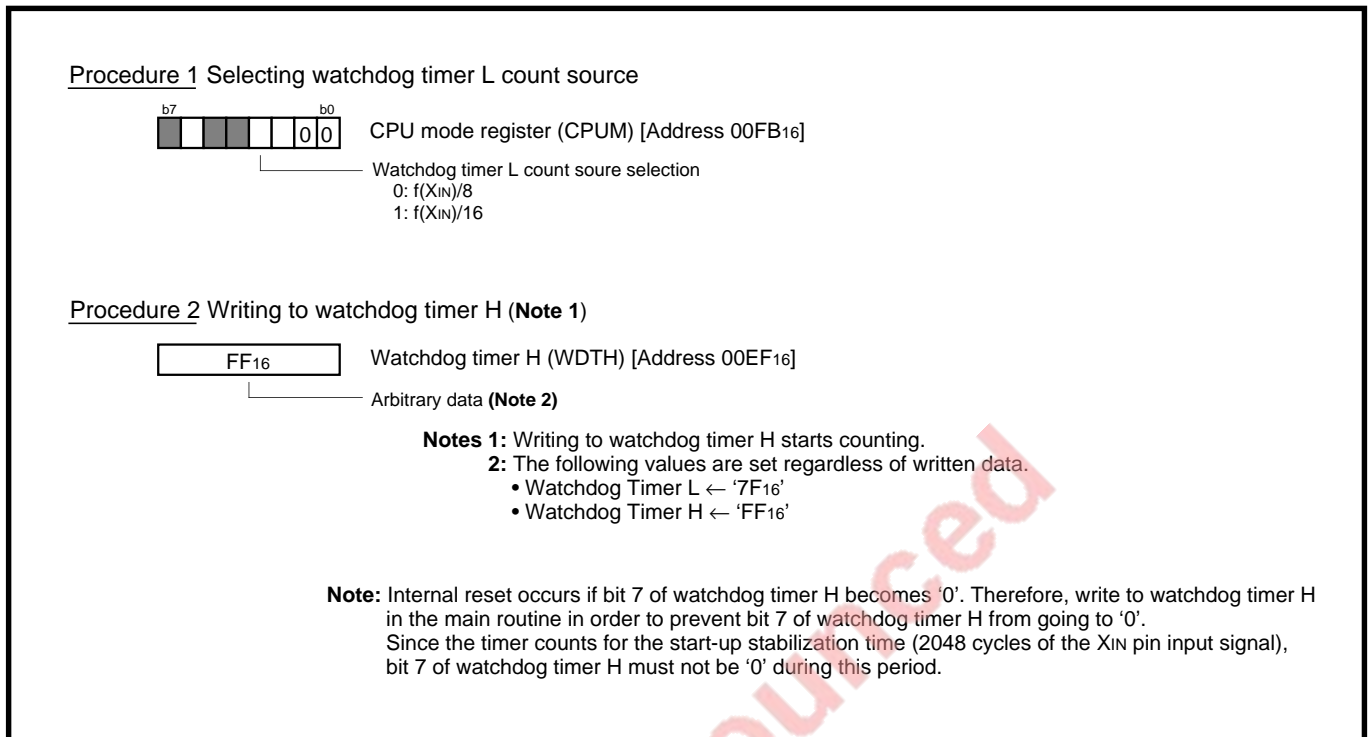 Procedure 1 Selecting watchdog timer L count source
b7 b0
0 0 CPU mode register (CPUM) [Address 00FB16]
Watchdog timer L count soure selection
0: f(XIN)/8
1: f(XIN)/16
Procedure 2 Writing to watchdog timer H (Note 1)
FF16 Watchdog timer H (WDTH) [Address 00EF16]
Arbitrary data (Note 2)
Notes 1: Writing to watchdog timer H starts counting.
2: The following values are set regardless of written data.
• Watchdog Timer L ← ‘7F16’
• Watchdog Timer H ← ‘FF16’
Note: Internal reset occurs if bit 7 of watchdog timer H becomes ‘0’. Therefore, write to watchdog timer H
in the main routine in order to prevent bit 7 of watchdog timer H from going to ‘0’.
Since the timer counts for the start-up stabilization time (2048 cycles of the XIN pin input signal),
bit 7 of watchdog timer H must not be ‘0’ during this period.
ounced